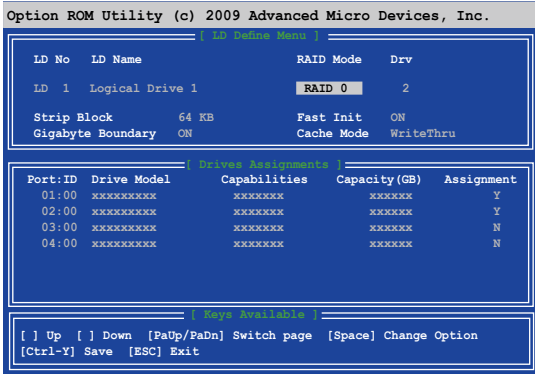 Option ROM Utility (c) 2009 Advanced Micro Devices, Inc.
[ LD Define Menu ]
LD No LD Name RAID Mode Drv
LD 1 Logical Drive 1 RAID 0 2
Strip Block 64 KB Fast Init ON
Gigabyte Boundary ON Cache Mode WriteThru
[ Drives Assignments ]
Port:ID Drive Model Capabilities Capacity(GB) Assignment
01:00 xxxxxxxxx xxxxxxx xxxxxx Y
02:00 xxxxxxxxx xxxxxxx xxxxxx Y
03:00 xxxxxxxxx xxxxxxx xxxxxx N
04:00 xxxxxxxxx xxxxxxx xxxxxx N
[ Keys Available ]
[ ] Up [ ] Down [PaUp/PaDn] Switch page [Space] Change Option
[Ctrl-Y] Save [ESC] Exit